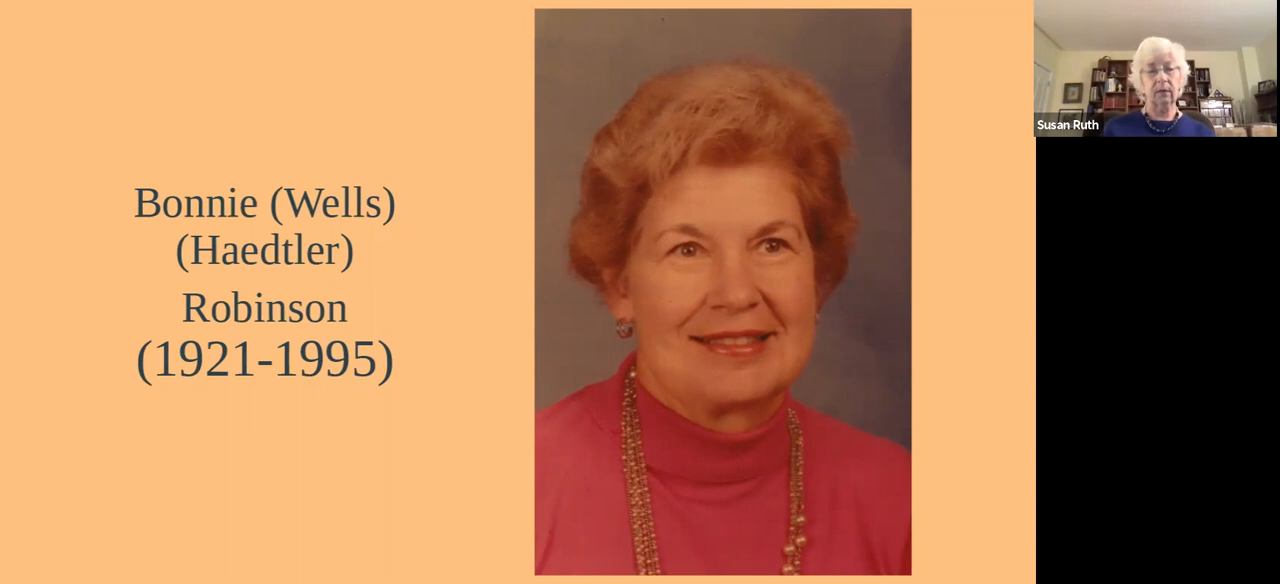 Bonnie (Wells)
(Haedtler)
Robinson
(1921-1995)
Susan Ruth